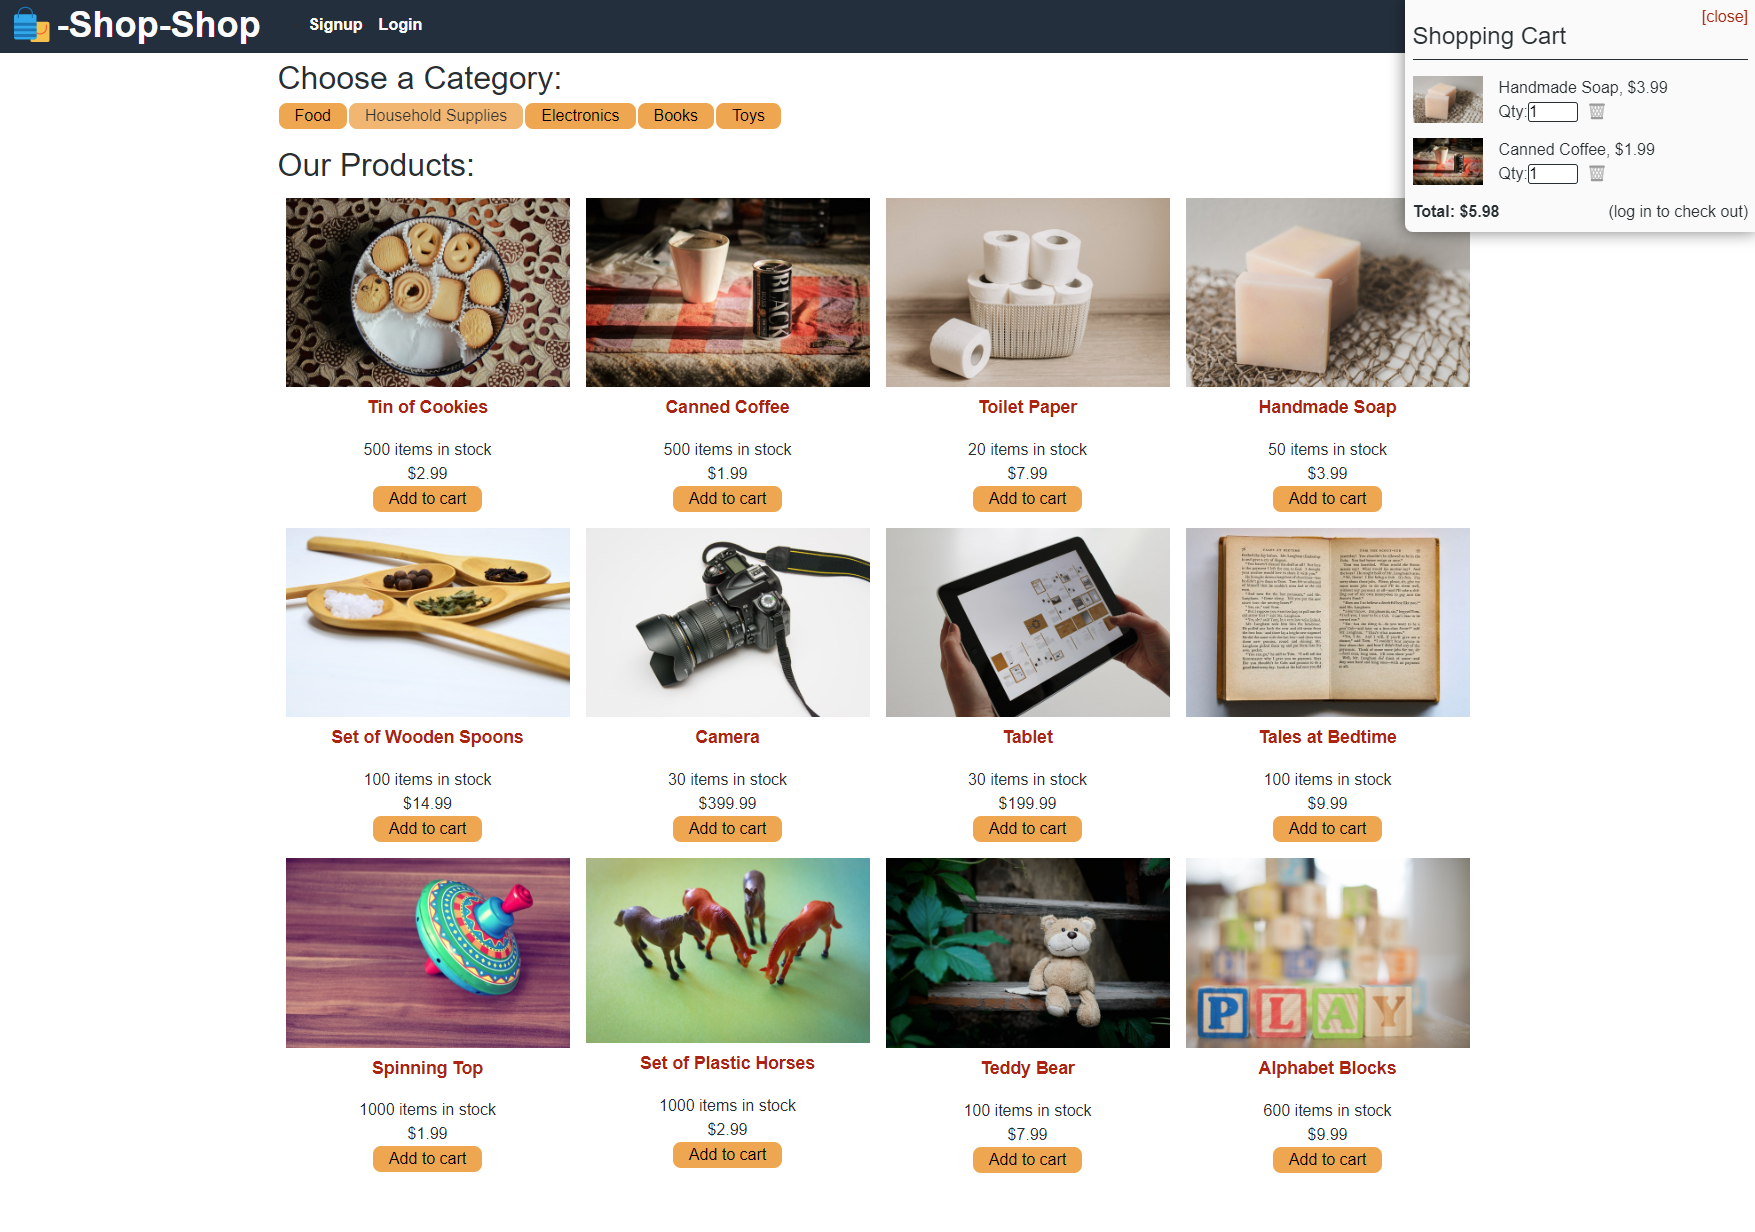 -Shop-Shop
Signup Login
[close]
Shopping Cart
Handmade Soap, $3.99
Qty:1
Canned Coffee, $1.99
Qty:1
Total: $5.98 (log in to check out)
Choose a Category:
Food Household Supplies Electronics Books Toys
Our Products:
BLACK
Tin of Cookies Canned Coffee Toilet Paper Handmade Soap
500 items in stock 500 items in stock 20 items in stock 50 items in stock
$2.99 $1.99 $7.99 $3.99
Add to cart Add to cart Add to cart Add to cart
Set of Wooden Spoons Camera Tablet Tales at Bedtime
100 items in stock 30 items in stock 30 items in stock 100 items in stock
$14.99 $399.99 $199.99 $9.99
Add to cart Add to cart Add to cart Add to cart
PLAY
Spinning Top Set of Plastic Horses Teddy Bear Alphabet Blocks
1000 items in stock 1000 items in stock 100 items in stock 600 items in stock
$1.99 $2.99 $7.99 $9.99
Add to cart Add to cart Add to cart Add to cart